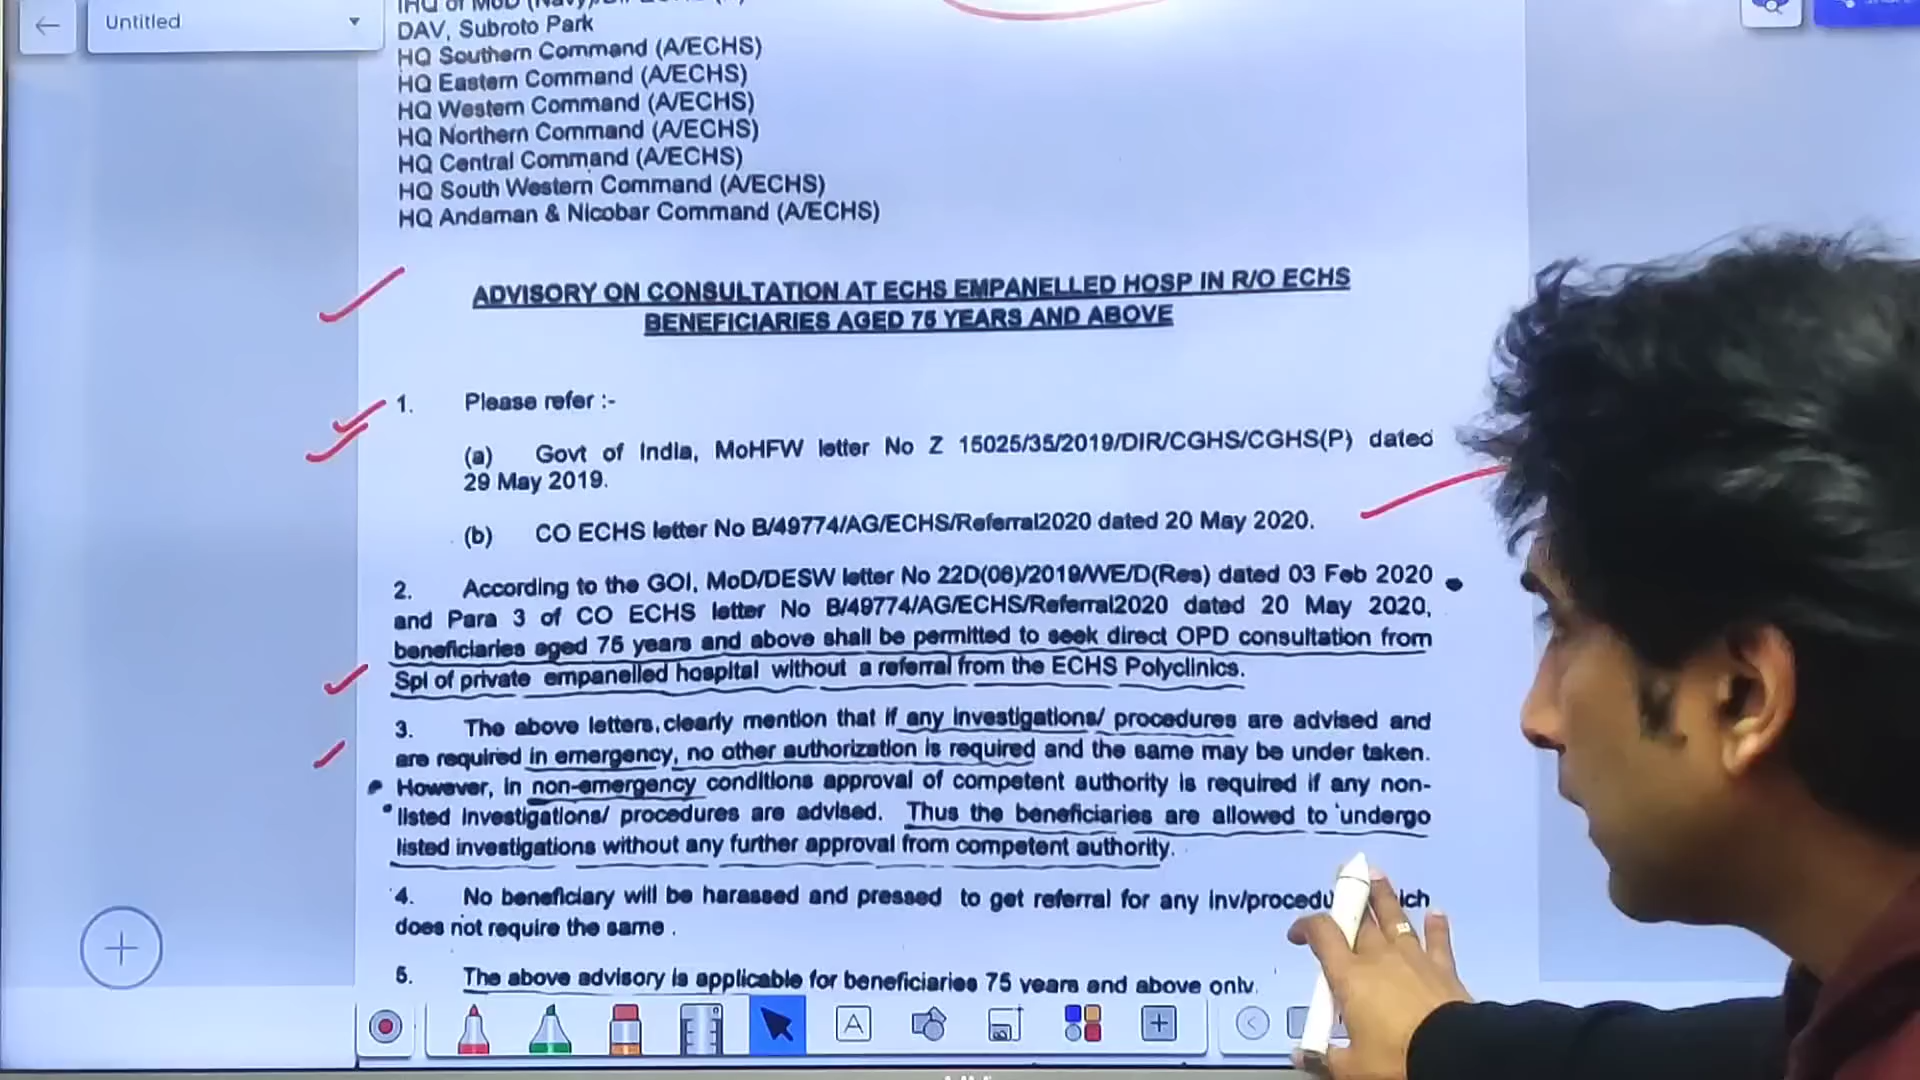 Untitled
DAV, Subroto Park
HQ Southern Command (A/ECHS)
HQ Eastern Command (A/ECHS)
HQ Western Command (A/ECHS)
HQ Northern Command (A/ECHS)
HQ Central Command (A/ECHS)
HQ South Western Command (A/ECHS)
HQ Andaman & Nicobar Command (A/ECHS)
ADVISORY ON CONSULTATION AT ECHS EMPANELLED HOSP IN R/O ECHS
BENEFICIARIES AGED 75 YEARS AND ABOVE
1. Please refer :-
(a) Govt of India, MoHFW letter No Z 15025/35/2019/DIR/CGHS/CGHS(P) dated
29 May 2019.
(b) CO ECHS letter No B/49774/AG/ECHS/Referral2020 dated 20 May 2020.
2. According to the GOI, MoD/DESW letter No 22D(06)/2019/WE/D(Res) dated 03 Feb 2020
and Para 3 of CO ECHS letter No B/49774/AG/ECHS/Referral2020 dated 20 May 2020,
beneficiaries aged 75 years and above shall be permitted to seek direct OPD consultation from
Spl of private empanelled hospital without a referral from the ECHS Polyclinics.
3. The above letters, clearly mention that if any investigations/ procedures are advised and
are required in emergency, no other authorization is required and the same may be under taken.
However, in non-emergency conditions approval of competent authority is required if any non-
listed investigations/ procedures are advised. Thus the beneficiaries are allowed to undergo
listed investigations without any further approval from competent authority.
4. No beneficiary will be harassed and pressed to get referral for any inv/procedu ich
does not require the same .
5. The above advisory is applicable for beneficiaries 75 years and above only.
A